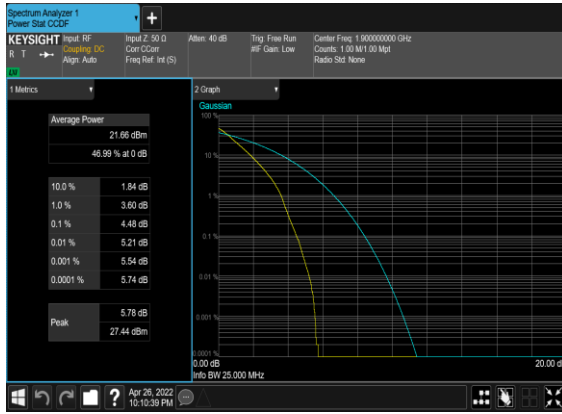 Spectrum Analyzer 1
Power Stat CCDF
+
KEYSIGHT
R T
LXI
Input: RF
Coupling: DC
Align: Auto
Input Z: 50 Ω
Corr CCorr
Freq Ref: Int (S)
Atten: 40 dB
Trig: Free Run
#IF Gain: Low
Center Freq: 1.900000000 GHz
Counts: 1.00 M/1.00 Mpt
Radio Std: None
1 Metrics
Average Power
21.66 dBm
46.99 % at 0 dB
10.0 % 1.84 dB
1.0 % 3.60 dB
0.1 % 4.48 dB
0.01 % 5.21 dB
0.001 % 5.54 dB
0.0001 % 5.74 dB
Peak
5.78 dB
27.44 dBm
2 Graph
Gaussian
100 %
10 %
1 %
0.1 %
0.01 %
0.001 %
0.0001 %
0.00 dB 20.00 d
Info BW 25.000 MHz
?
Apr 26, 2022
10:10:39 PM